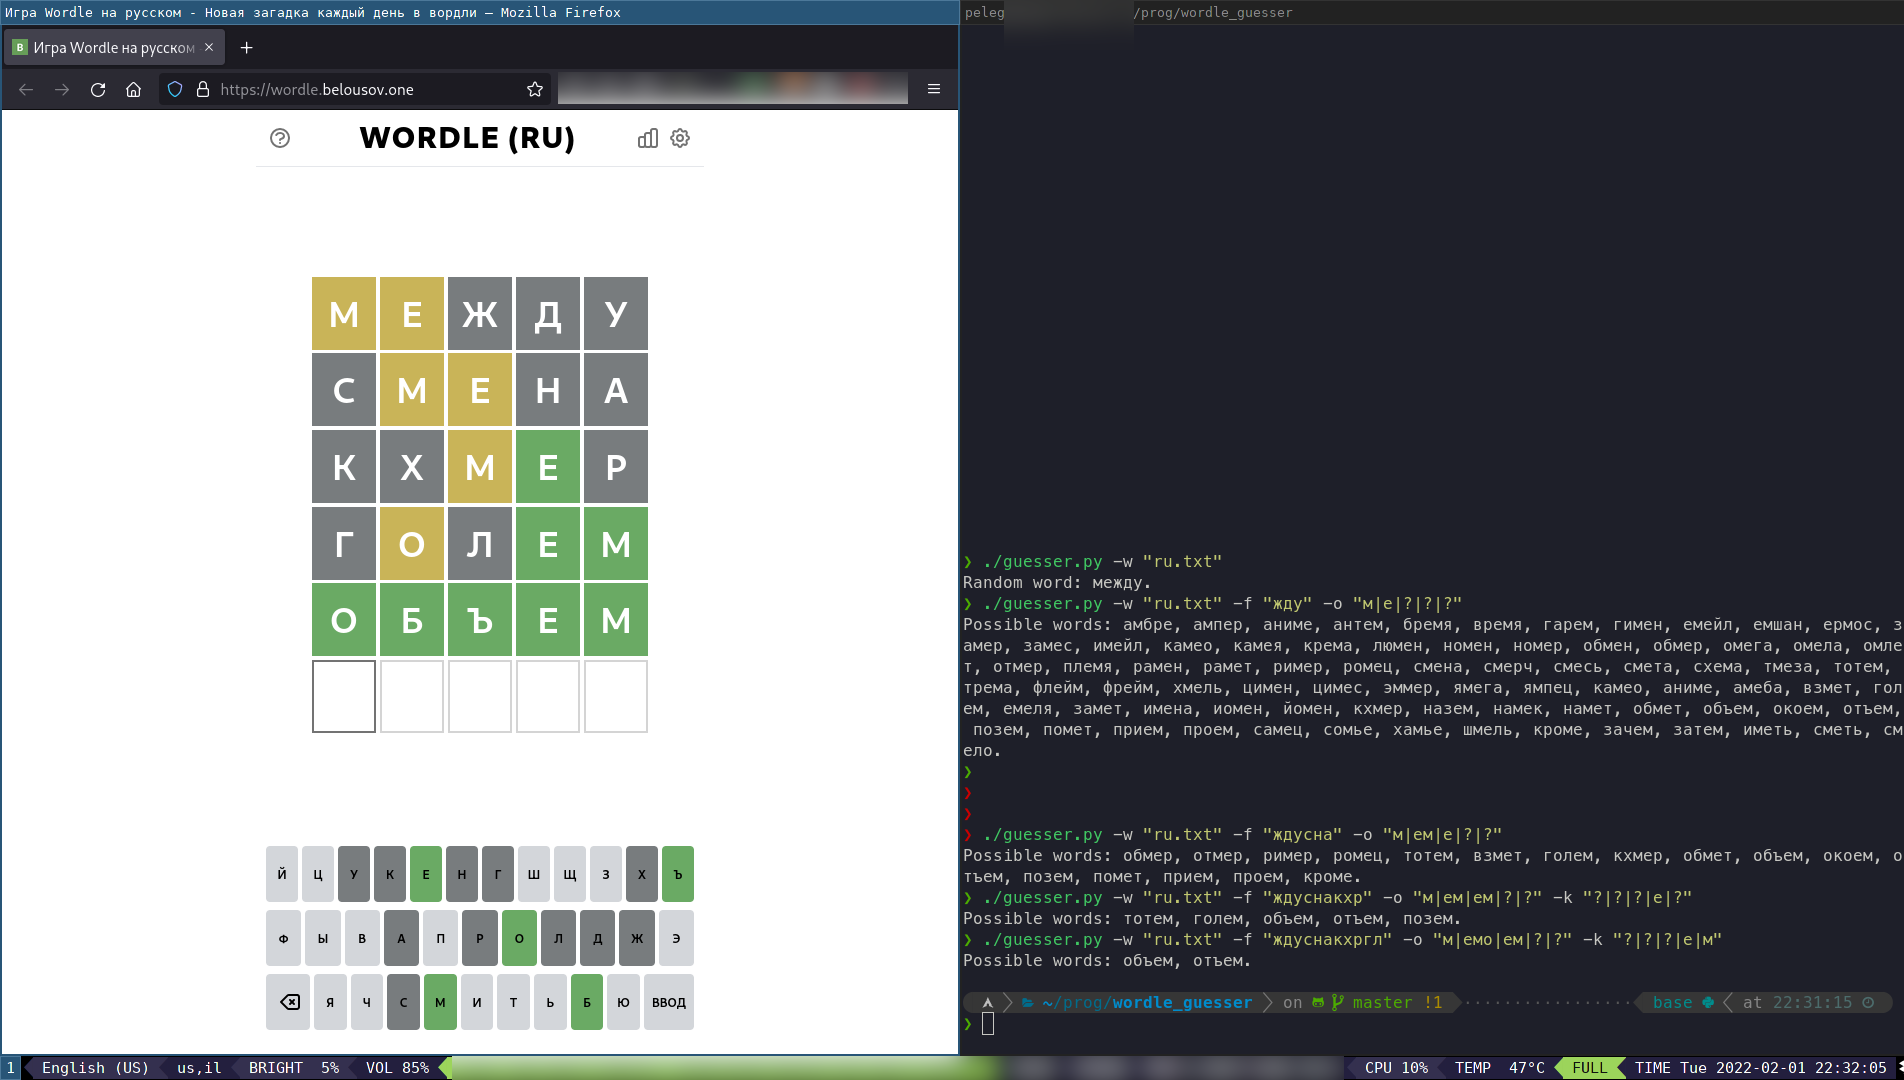 Игра Wordle на русском - Новая загадка каждый день в вордли — Mozilla Firefox
В Игра Wordle на русском
https://wordle.belousov.one
WORDLE (RU)
М Е Ж Д У
С М Е Н А
К Х М Е Р
Г О Л Е М
О Б Ъ Е М
Й Ц У К Е Н Г Ш Щ З Х Ъ
Ф Ы В А П Р О Л Д Ж Э
Я Ч С М И Т Ь Б Ю ВВОД
peleg /prog/wordle_guesser
❯ ./guesser.py -w "ru.txt"
Random word: между.
❯ ./guesser.py -w "ru.txt" -f "жду" -o "м|е|?|?|?"
Possible words: амбре, ампер, аниме, антем, бремя, время, гарем, гимен, емейл, емшан, ермос, з
амер, замес, имейл, камео, камея, крема, люмен, номен, номер, обмен, обмер, омега, омела, омле
т, отмер, племя, рамен, рамет, ример, ромец, смена, смерч, смесь, смета, схема, тмеза, тотем,
трема, флейм, фрейм, хмель, цимен, цимес, эммер, ямега, ямпец, камео, аниме, амеба, взмет, гол
ем, емеля, замет, имена, иомен, йомен, кхмер, назем, намек, намет, обмет, объем, окоем, отъем,
позем, помет, прием, проем, самец, сомье, хамье, шмель, кроме, зачем, затем, иметь, сметь, см
ело.
❯
❯
❯
❯ ./guesser.py -w "ru.txt" -f "ждусна" -o "м|ем|е|?|?"
Possible words: обмер, отмер, ример, ромец, тотем, взмет, голем, кхмер, обмет, объем, окоем, о
тъем, позем, помет, прием, проем, кроме.
❯ ./guesser.py -w "ru.txt" -f "ждуснакхр" -o "м|ем|ем|?|?" -k "?|?|?|е|?"
Possible words: тотем, голем, объем, отъем, позем.
❯ ./guesser.py -w "ru.txt" -f "ждуснакхргл" -o "м|емо|ем|?|?" -k "?|?|?|е|м"
Possible words: объем, отъем.
~/prog/wordle_guesser on master !1 base at 22:31:15
❯
1 English (US) us,il BRIGHT 5% VOL 85% CPU 10% TEMP 47°C FULL TIME Tue 2022-02-01 22:32:05